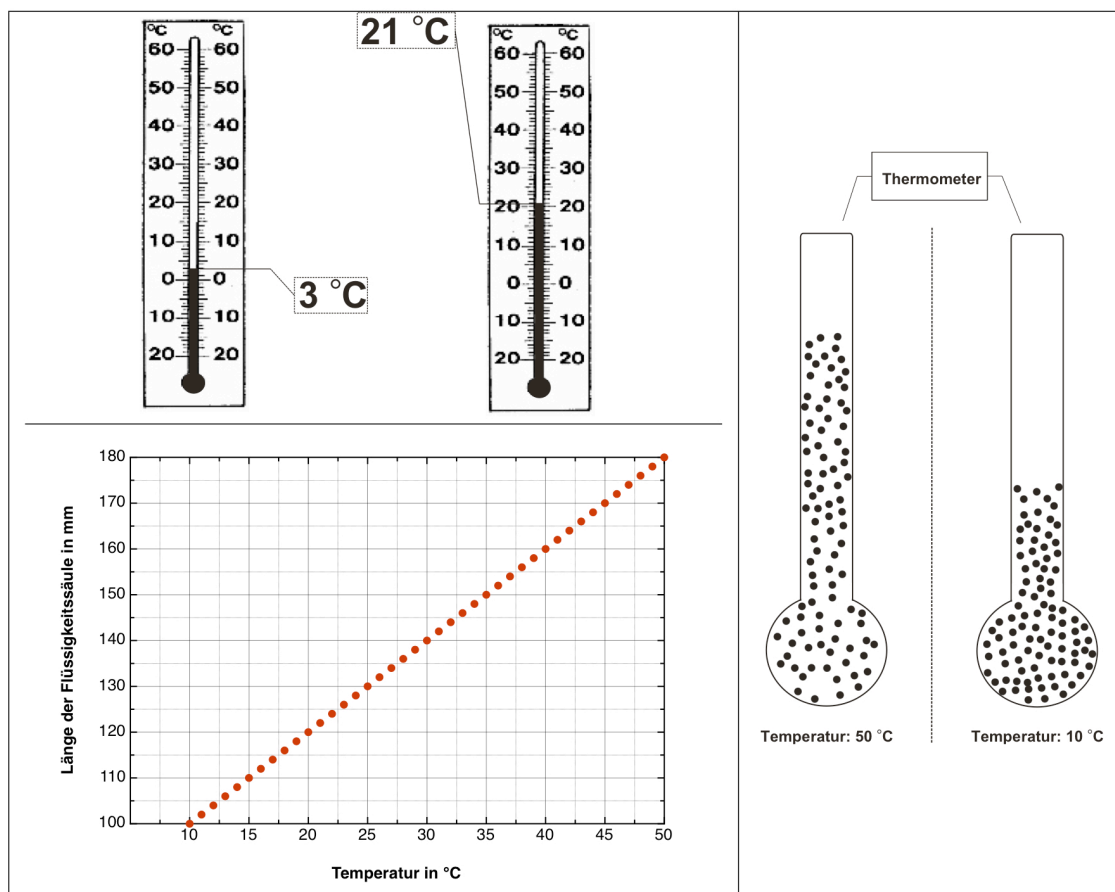 °C °C
60 60
50 50
40 40
30 30
20 20
10 10
0 0
10 10
20 20
3 °C
21 °C
°C °C
60 60
50 50
40 40
30 30
20 20
10 10
0 0
10 10
20 20
Länge der Flüssigkeitssäule in mm
180
170
160
150
140
130
120
110
100
10 15 20 25 30 35 40 45 50
Temperatur in °C
Thermometer
Temperatur: 50 °C
Temperatur: 10 °C